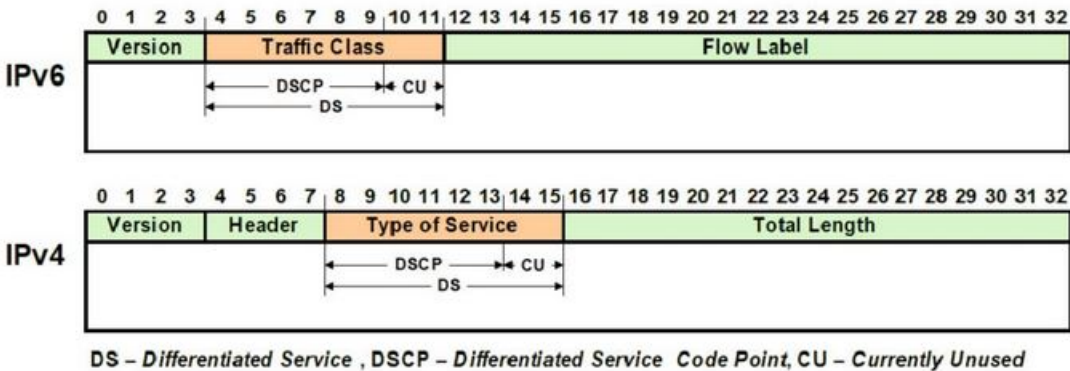 0 1 2 3 4 5 6 7 8 9 10 11 12 13 14 15 16 17 18 19 20 21 22 23 24 25 26 27 28 29 30 31 32
Version Traffic Class Flow Label
IPv6
DSCP CU
DS
0 1 2 3 4 5 6 7 8 9 10 11 12 13 14 15 16 17 18 19 20 21 22 23 24 25 26 27 28 29 30 31 32
Version Header Type of Service Total Length
IPv4
DSCP CU
DS
DS – Differentiated Service , DSCP – Differentiated Service Code Point, CU – Currently Unused